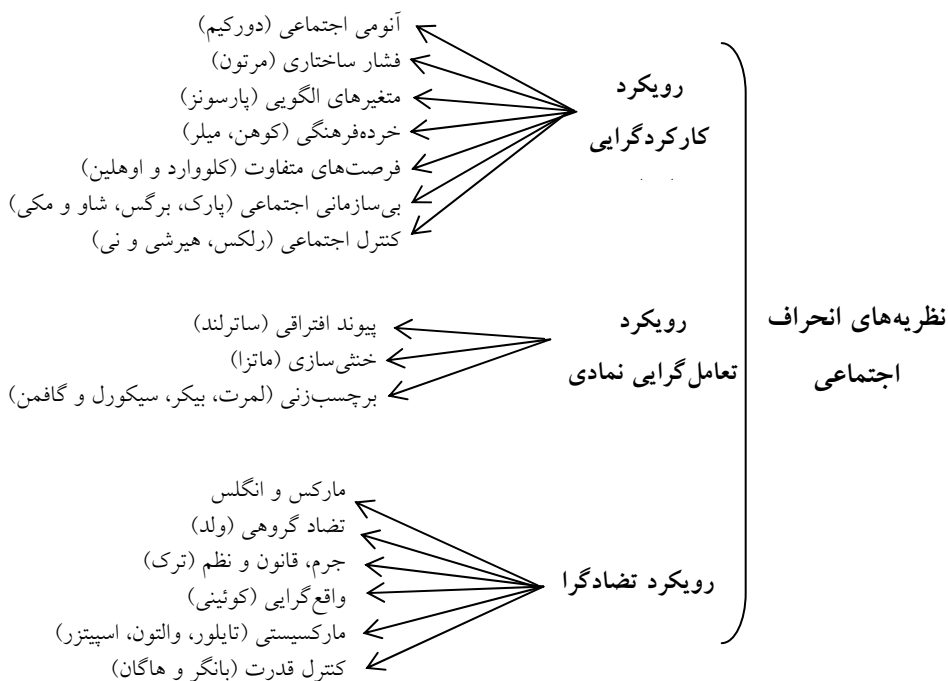 نظریه‌های انحراف
اجتماعی
رویکرد
کارکردگرایی
آنومی اجتماعی (دورکیم)
فشار ساختاری (مرتون)
متغیرهای الگویی (پارسونز)
خرده‌فرهنگی (کوهن، میلر)
فرصت‌های متفاوت (کلووارد و اوهلین)
بی‌سازمانی اجتماعی (پارک، برگس، شاو و مکی)
کنترل اجتماعی (رلکس، هیرشی و نی)
رویکرد
تعامل‌گرایی نمادی
پیوند افتراقی (ساترلند)
خنثی‌سازی (ماتزا)
برچسب‌زنی (لمرت، بیکر، سیکورل و گافمن)
رویکرد تضادگرا
مارکس و انگلس
تضاد گروهی (ولد)
جرم، قانون و نظم (ترک)
واقع‌گرایی (کوئینی)
مارکسیستی (تایلور، والتون، اسپیتزر)
کنترل قدرت (بانگر و هاگان)